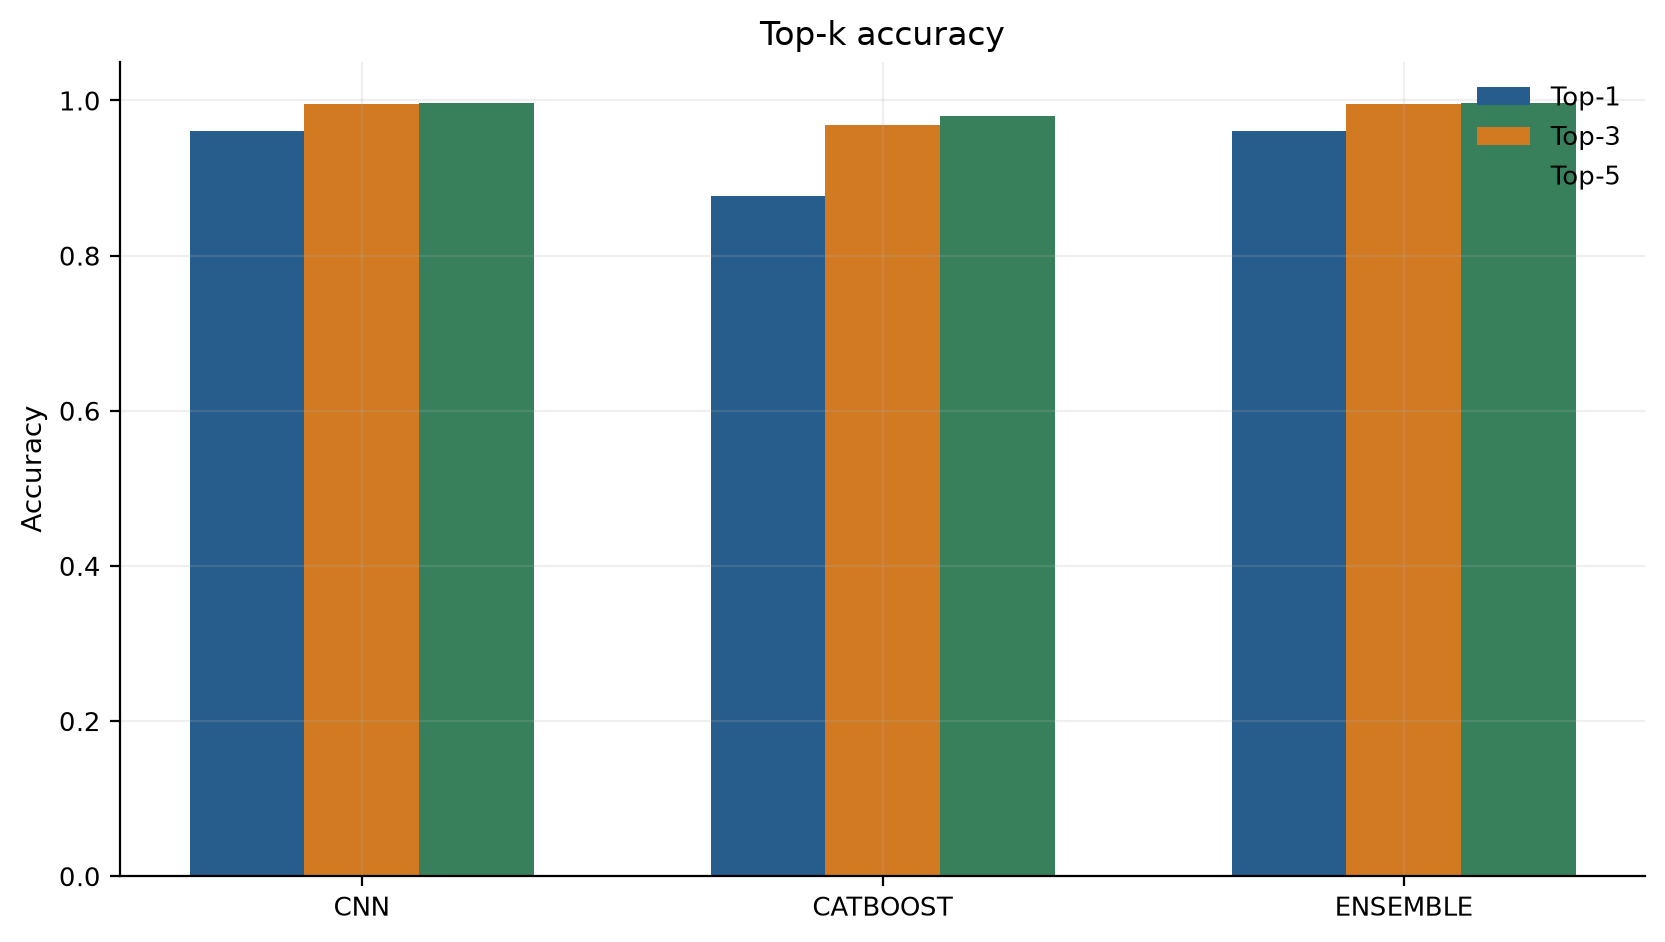 Top-k accuracy
Top-1
Top-3
Top-5
Accuracy
1.0
0.8
0.6
0.4
0.2
0.0
CNN
CATBOOST
ENSEMBLE